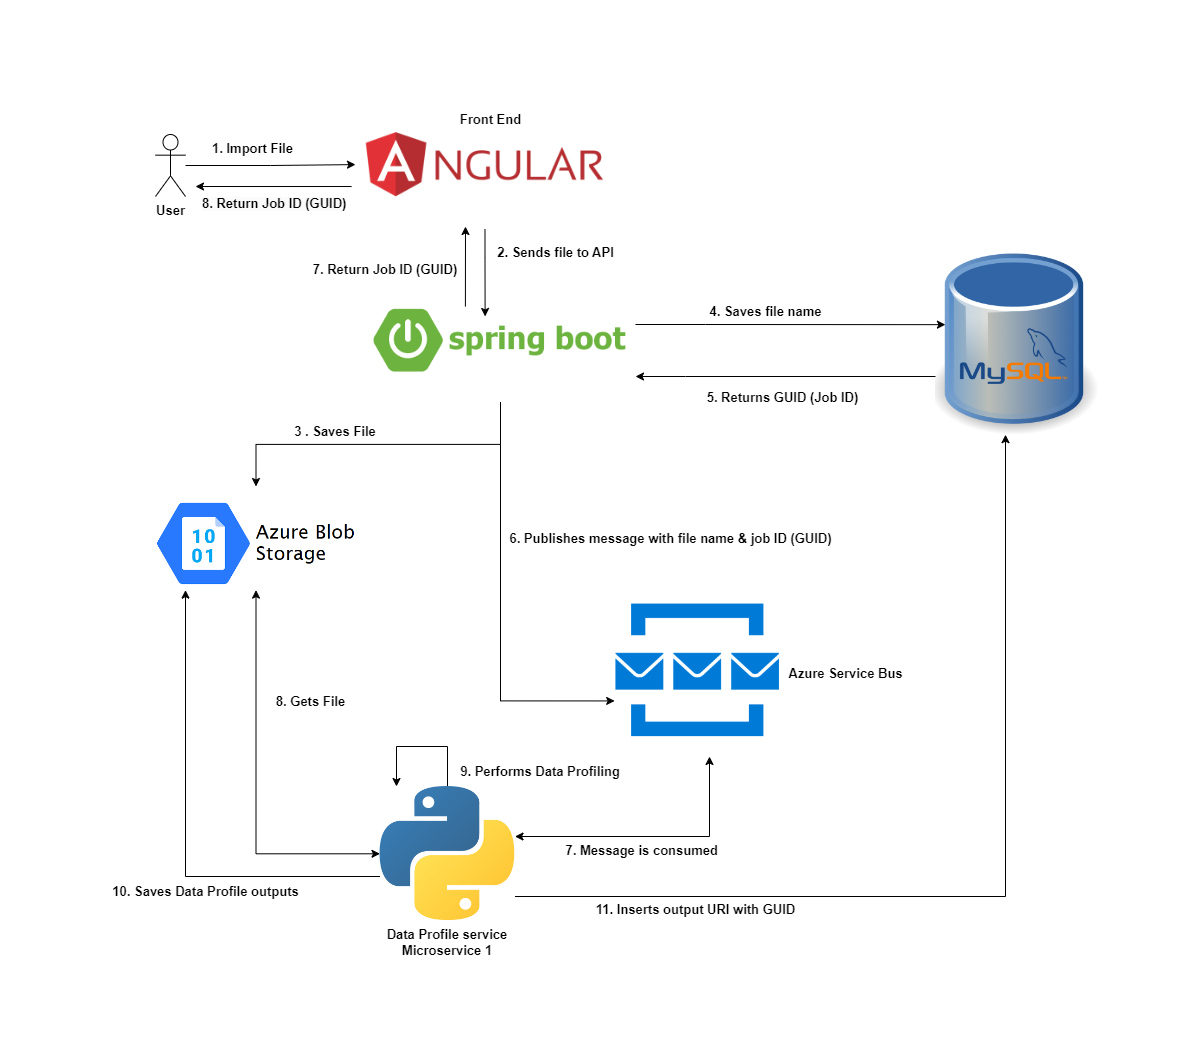 Front End
1. Import File
ANGULAR
8. Return Job ID (GUID)
User
2. Sends file to API
7. Return Job ID (GUID)
4. Saves file name
spring boot
MySQL
5. Returns GUID (Job ID)
3 . Saves File
10
01
Azure Blob
Storage
6. Publishes message with file name & job ID (GUID)
Azure Service Bus
8. Gets File
9. Performs Data Profiling
7. Message is consumed
10. Saves Data Profile outputs
11. Inserts output URI with GUID
Data Profile service
Microservice 1